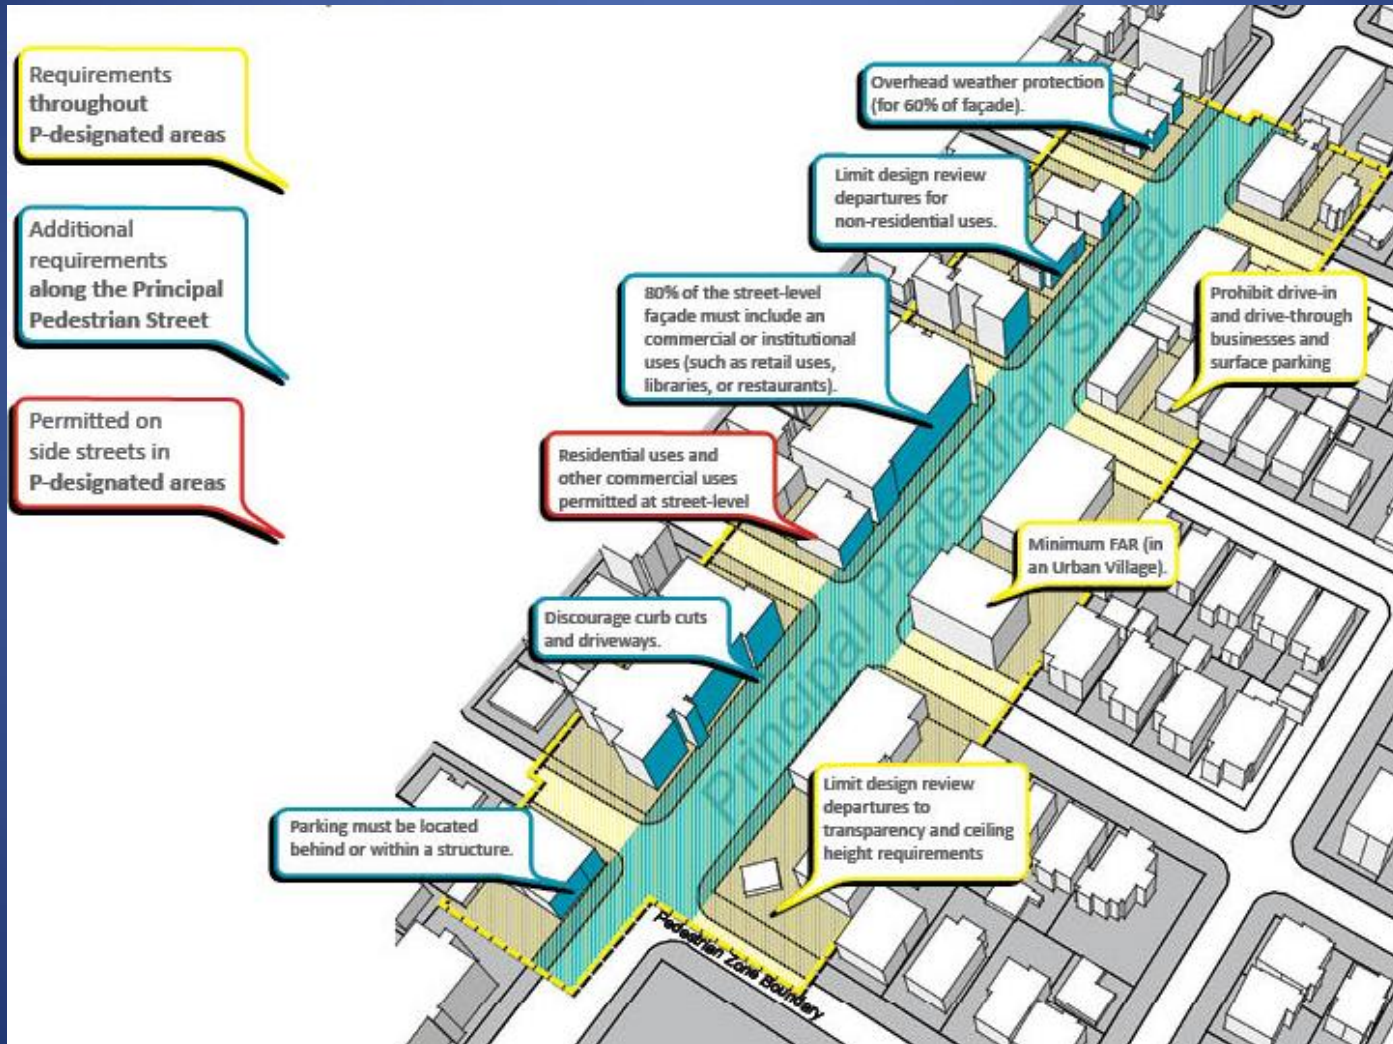 Requirements
throughout
P-designated areas
Additional
requirements
along the Principal
Pedestrian Street
Permitted on
side streets in
P-designated areas
Overhead weather protection
(for 60% of façade).
Limit design review
departures for
non-residential uses.
80% of the street-level
façade must include an
commercial or institutional
uses (such as retail uses,
libraries, or restaurants).
Prohibit drive-in
and drive-through
businesses and
surface parking
Residential uses and
other commercial uses
permitted at street-level
Minimum FAR (in
an Urban Village).
Discourage curb cuts
and driveways.
Limit design review
departures to
transparency and ceiling
height requirements
Parking must be located
behind or within a structure.
Principal Pedestrian Street
Pedestrian Zone Boundary